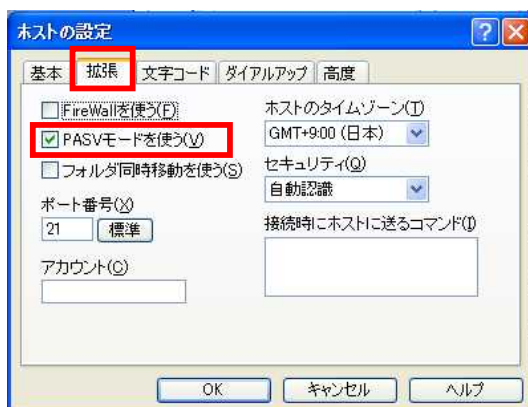 ホストの設定
基本 拡張 文字コード ダイアルアップ 高度
FireWallを使う(F)
PASVモードを使う(V)
フォルダ同時移動を使う(S)
ポート番号(X)
21 標準
アカウント(C)
ホストのタイムゾーン(T)
GMT+9:00 (日本)
セキュリティ(Q)
自動認識
接続時にホストに送るコマンド(I)
OK キャンセル ヘルプ